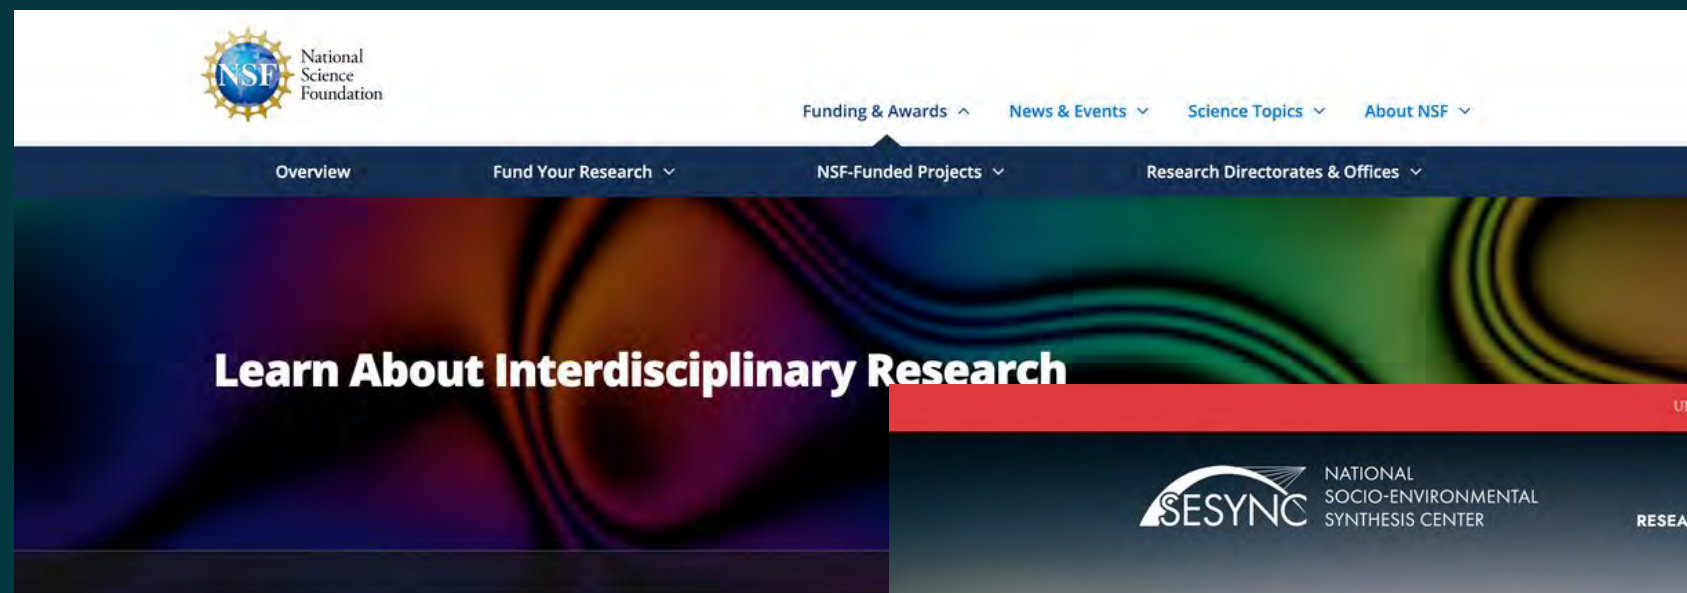 NSF
National
Science
Foundation
Funding & Awards News & Events Science Topics About NSF
Overview Fund Your Research NSF-Funded Projects Research Directorates & Offices
Learn About Interdisciplinary Research
SESYNC
NATIONAL
SOCIO-ENVIRONMENTAL
SYNTHESIS CENTER